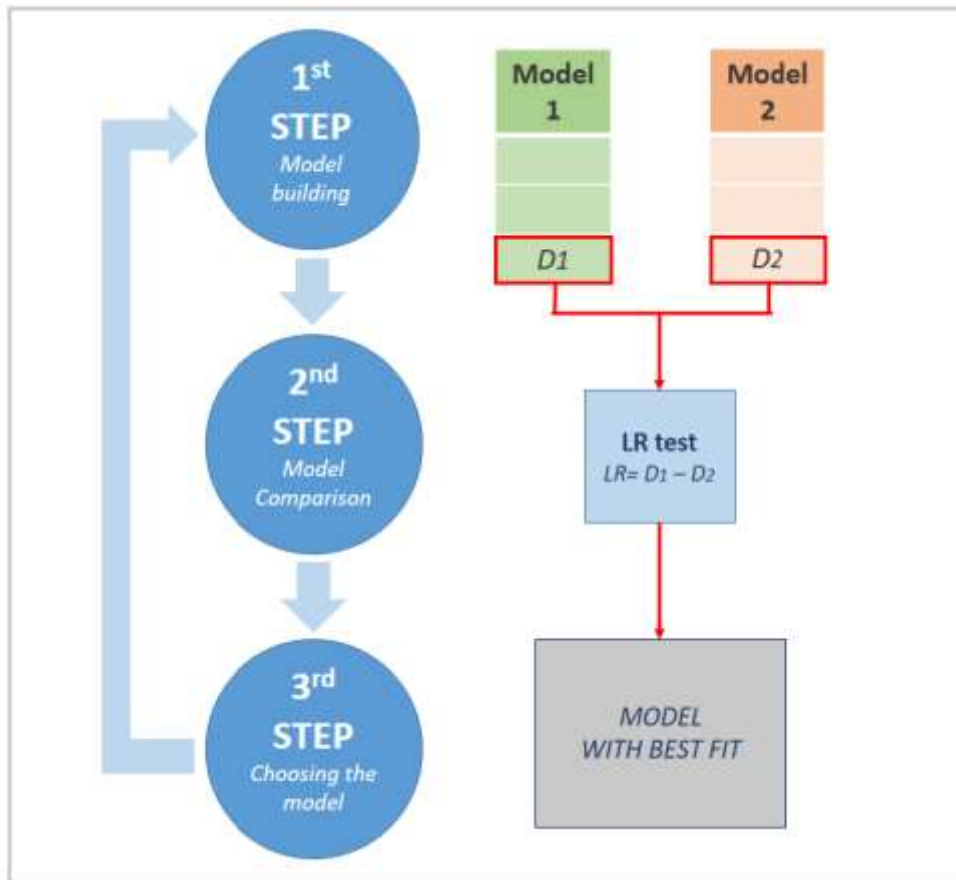 1st
STEP
Model
building
2nd
STEP
Model
Comparison
3rd
STEP
Choosing the
model
Model
1
Model
2
D1
D2
LR test
LR= D1 – D2
MODEL
WITH BEST FIT